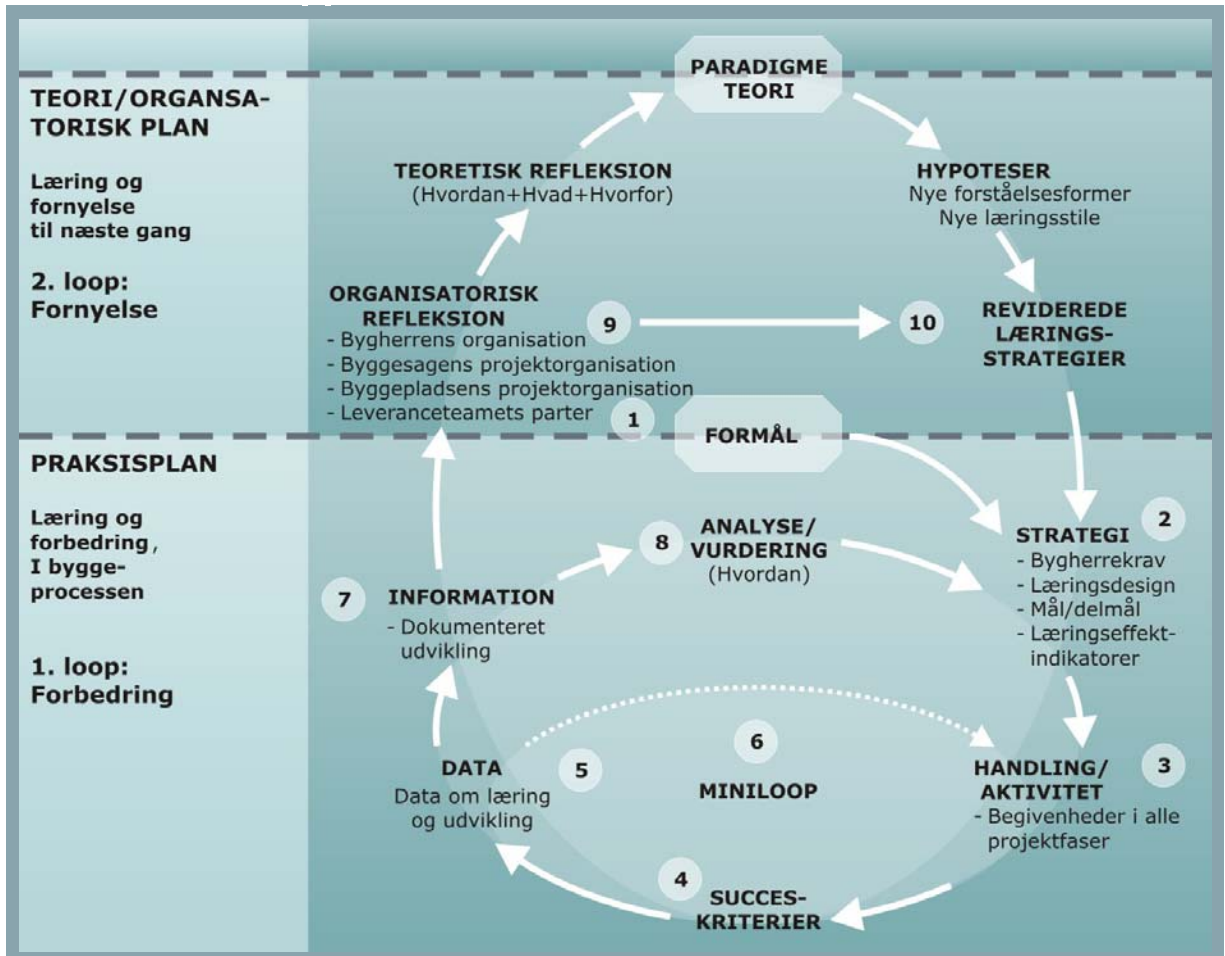 PARADIGME
TEORI
TEORI/ORGANSA-
TORISK PLAN
Læring og
fornyelse
til næste gang
2. loop:
Fornyelse
TEORETISK REFLEKSION
(Hvordan+Hvad+Hvorfor)
HYPOTESER
Nye forståelsesformer
Nye læringsstile
ORGANISATORISK
REFLEKSION
- Bygherrens organisation
- Byggesagens projektorganisation
- Byggepladsens projektorganisation
- Leveranceteamets parter
9
10
REVIDEREDE
LÆRINGS-
STRATEGIER
1
FORMÅL
PRAKSISPLAN
Læring og
forbedring,
I bygge-
processen
1. loop:
Forbedring
8
ANALYSE/
VURDERING
(Hvordan)
2
STRATEGI
- Bygherrekrav
- Læringsdesign
- Mål/delmål
- Læringseffekt-
indikatorer
7
INFORMATION
- Dokumenteret
udvikling
6
MINILOOP
DATA
Data om læring
og udvikling
5
3
HANDLING/
AKTIVITET
- Begivenheder i alle
projektfaser
4
SUCCES-
KRITERIER